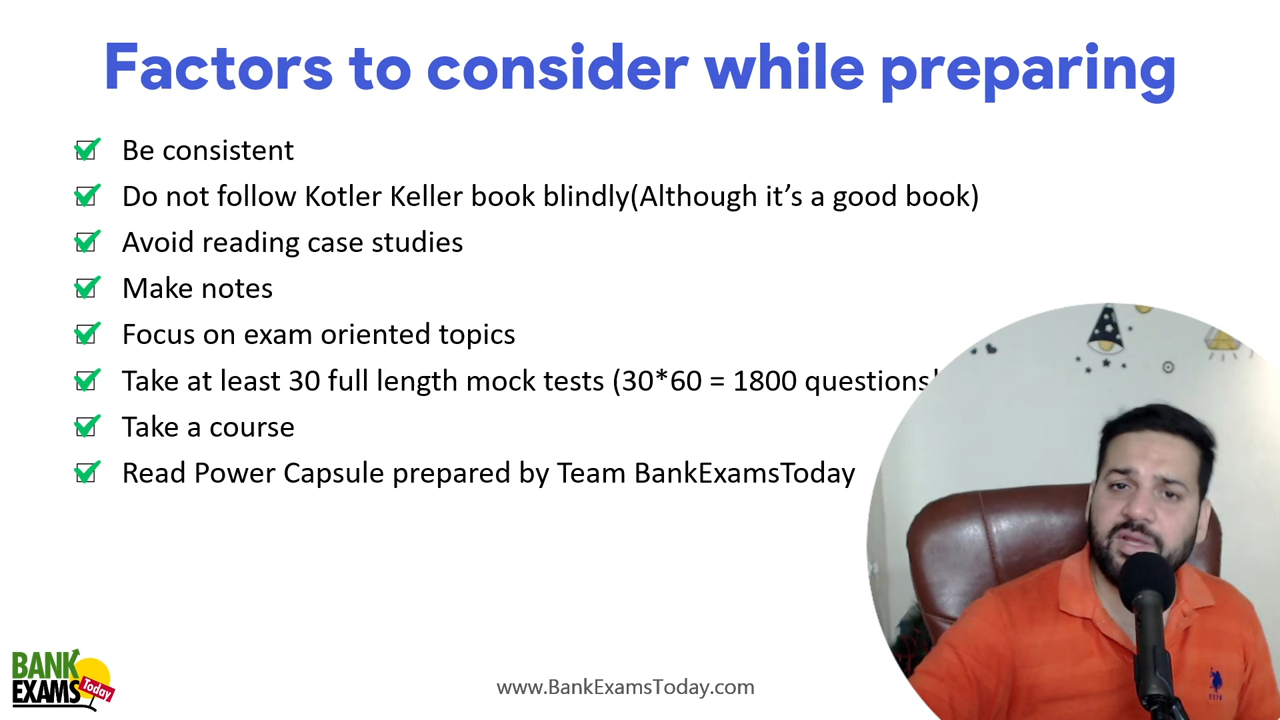 Factors to consider while preparing
Be consistent
Do not follow Kotler Keller book blindly(Although it’s a good book)
Avoid reading case studies
Make notes
Focus on exam oriented topics
Take at least 30 full length mock tests (30*60 = 1800 questions
Take a course
Read Power Capsule prepared by Team BankExamsToday
BANK
EXAMS Today
www.BankExamsToday.com